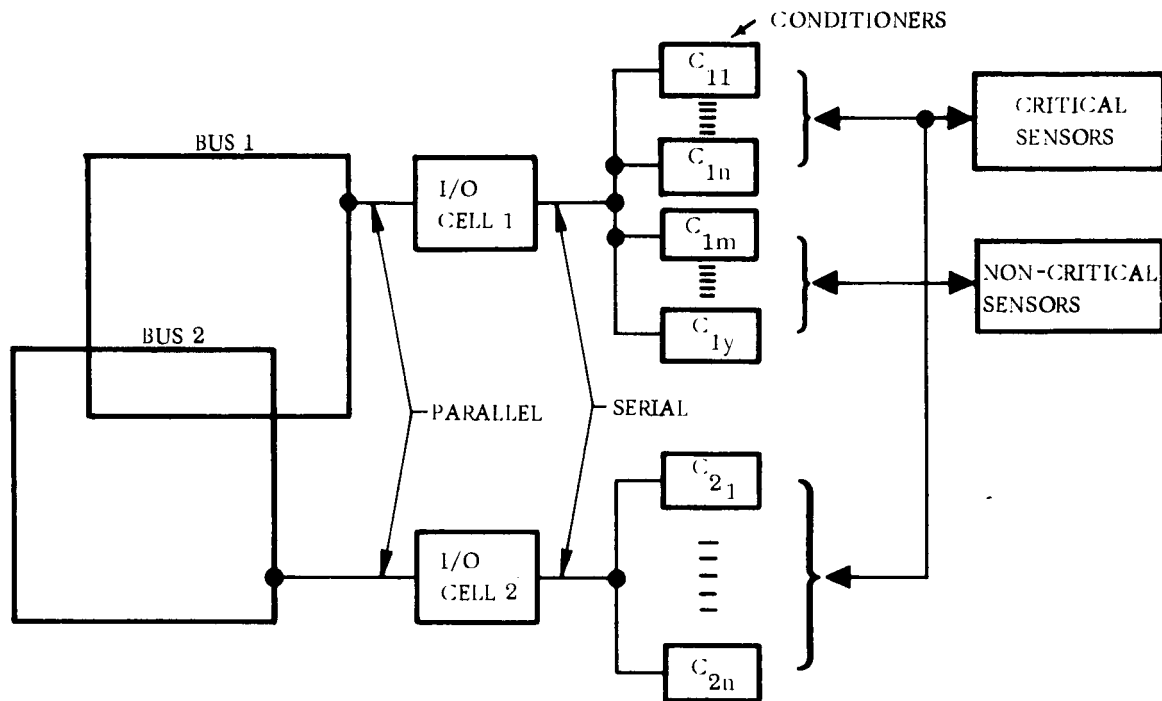 CONDITIONERS
C11
CRITICAL
SENSORS
BUS 1
I/O
CELL 1
C1n
C1m
NON-CRITICAL
SENSORS
C1y
BUS 2
PARALLEL
SERIAL
C21
I/O
CELL 2
C2n